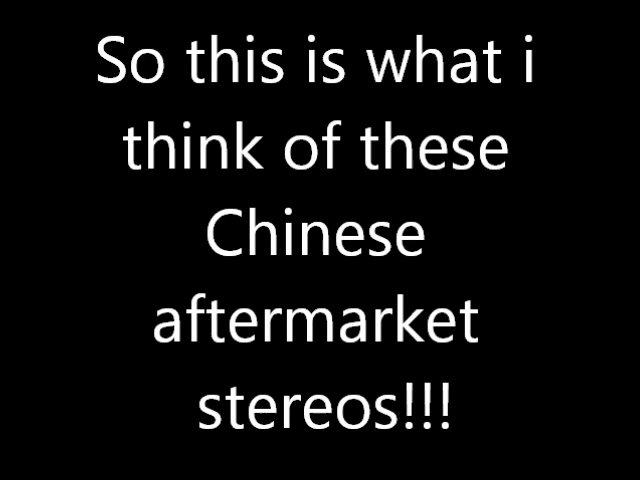 So this is what i
think of these
Chinese
aftermarket
stereos!!!